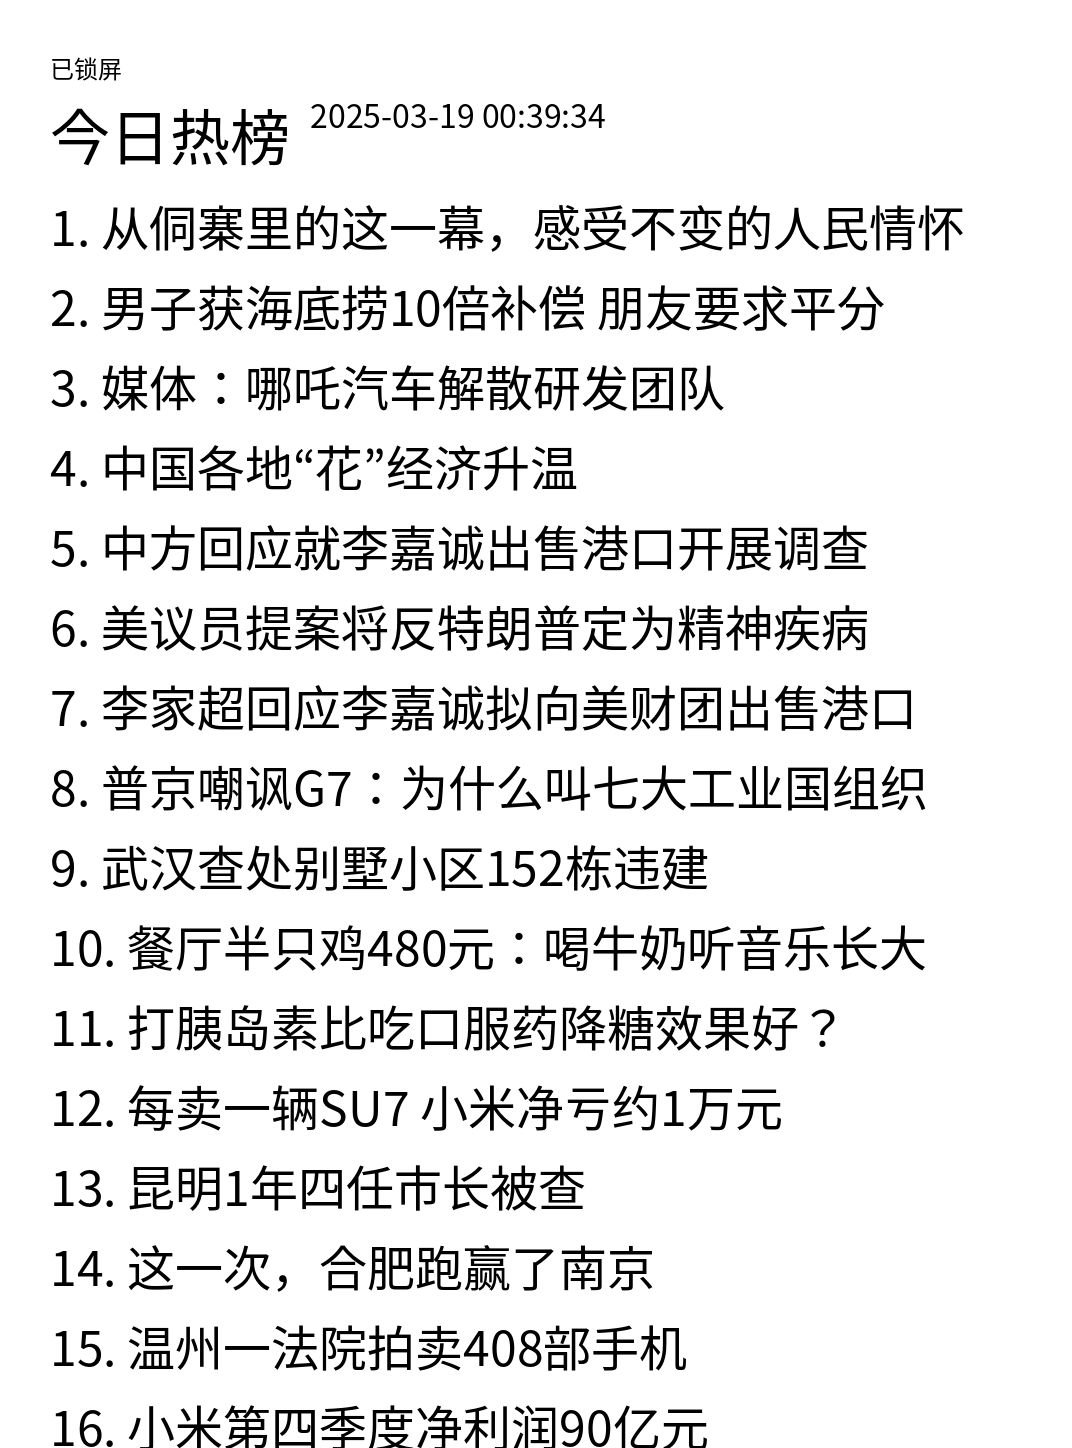 已锁屏
今日热榜 2025-03-19 00:39:34
1. 从侗寨里的这一幕，感受不变的人民情怀
2. 男子获海底捞10倍补偿 朋友要求平分
3. 媒体：哪吒汽车解散研发团队
4. 中国各地“花”经济升温
5. 中方回应就李嘉诚出售港口开展调查
6. 美议员提案将反特朗普定为精神疾病
7. 李家超回应李嘉诚拟向美财团出售港口
8. 普京嘲讽G7：为什么叫七大工业国组织
9. 武汉查处别墅小区152栋违建
10. 餐厅半只鸡480元：喝牛奶听音乐长大
11. 打胰岛素比吃口服药降糖效果好？
12. 每卖一辆SU7 小米净亏约1万元
13. 昆明1年四任市长被查
14. 这一次，合肥跑赢了南京
15. 温州一法院拍卖408部手机
16. 小米第四季度净利润90亿元